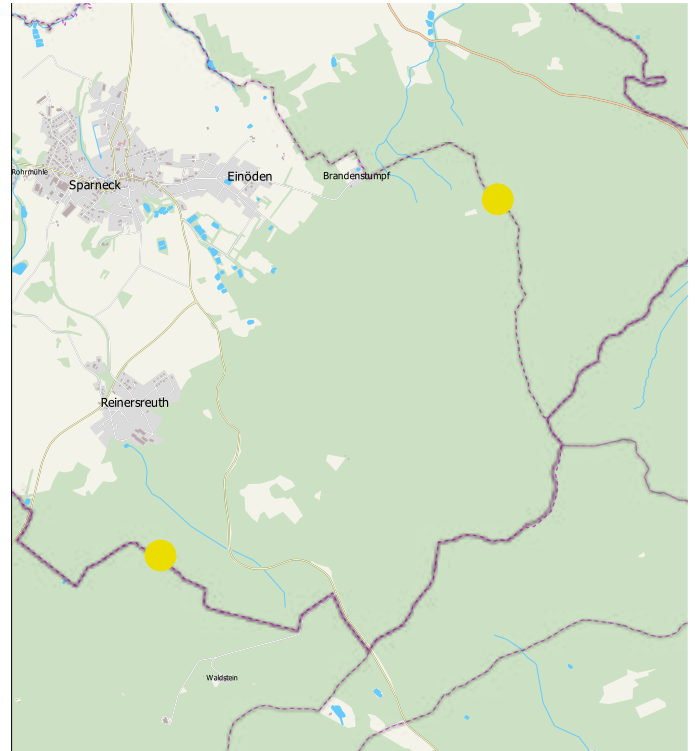 Rohrmühle
Sparneck
Einöden
Brandenstumpf
Reinersreuth
Waldstein